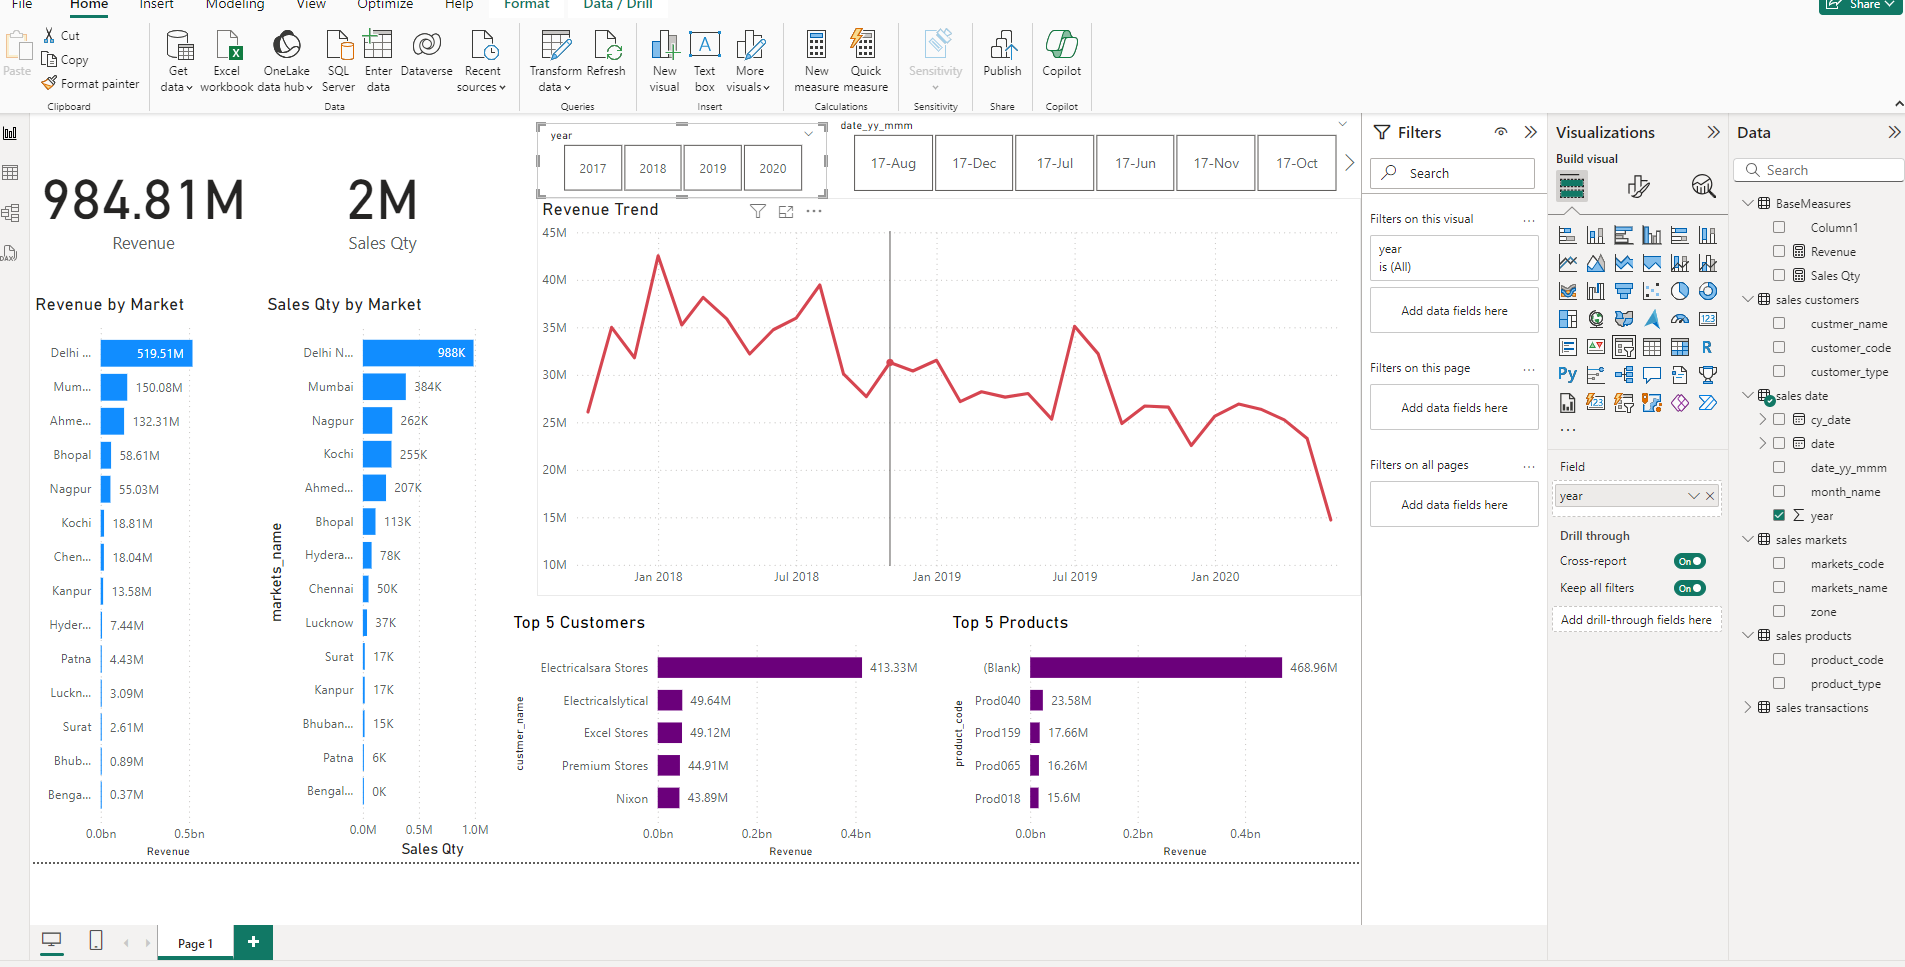 File Home Insert Modeling View Optimize Help Format Data / Drill Share
Paste
Cut
Copy
Format painter
Clipboard
Get data
Excel workbook
OneLake data hub
SQL Server
Enter data
Dataverse
Recent sources
Data
Transform data
Refresh
Queries
New visual
Text box
More visuals
Insert
New measure
Quick measure
Calculations
Sensitivity
Sensitivity
Publish
Share
Copilot
Copilot
984.81M
Revenue
2M
Sales Qty
year
2017 2018 2019 2020
date_yy_mmm
17-Aug 17-Dec 17-Jul 17-Jun 17-Nov 17-Oct
Revenue by Market
Delhi ... 519.51M
Mum... 150.08M
Ahme... 132.31M
Bhopal 58.61M
Nagpur 55.03M
Kochi 18.81M
Chen... 18.04M
Kanpur 13.58M
Hyder... 7.44M
Patna 4.43M
Luckn... 3.09M
Surat 2.61M
Bhub... 0.89M
Benga... 0.37M
0.0bn 0.5bn
Revenue
Sales Qty by Market
markets_name
Delhi N... 988K
Mumbai 384K
Nagpur 262K
Kochi 255K
Ahmed... 207K
Bhopal 113K
Hydera... 78K
Chennai 50K
Lucknow 37K
Surat 17K
Kanpur 17K
Bhuban... 15K
Patna 6K
Bengal... 0K
0.0M 0.5M 1.0M
Sales Qty
Revenue Trend
45M
40M
35M
30M
25M
20M
15M
10M
Jan 2018 Jul 2018 Jan 2019 Jul 2019 Jan 2020
Top 5 Customers
custmer_name
Electricalsara Stores 413.33M
Electricalslytical 49.64M
Excel Stores 49.12M
Premium Stores 44.91M
Nixon 43.89M
0.0bn 0.2bn 0.4bn
Revenue
Top 5 Products
product_code
(Blank) 468.96M
Prod040 23.58M
Prod159 17.66M
Prod065 16.26M
Prod018 15.6M
0.0bn 0.2bn 0.4bn
Revenue
Page 1
Filters
Search
Filters on this visual ...
year
is (All)
Add data fields here
Filters on this page ...
Add data fields here
Filters on all pages ...
Add data fields here
Visualizations
Build visual
123
R
Py
123
...
Field
year
Drill through
Cross-report On
Keep all filters On
Add drill-through fields here
Data
Search
BaseMeasures
Column1
Revenue
Sales Qty
sales customers
custmer_name
customer_code
customer_type
sales date
cy_date
date
date_yy_mmm
month_name
year
sales markets
markets_code
markets_name
zone
sales products
product_code
product_type
sales transactions
DAX